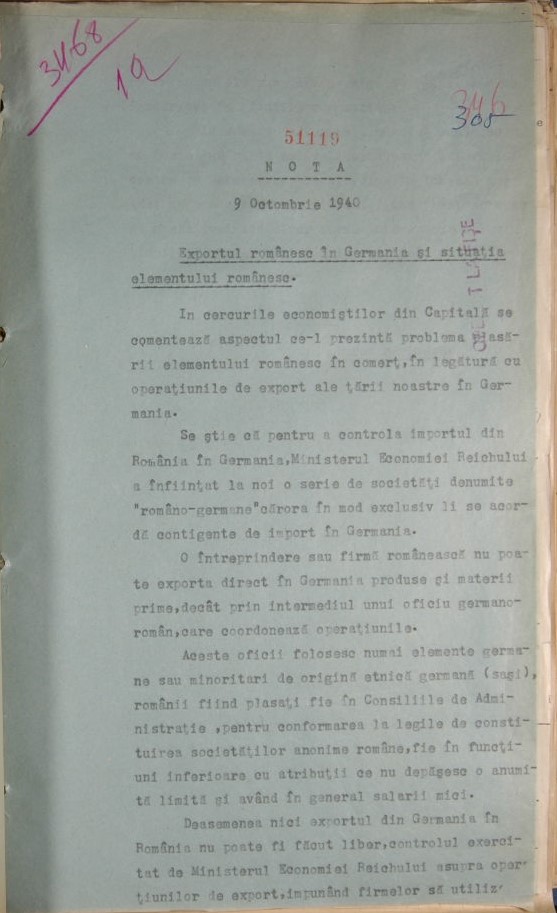 3468
19
346
305
51119
N O T A
9 Octombrie 1940
Exportul românesc în Germania şi situaţia
elementului românesc.
In cercurile economiştilor din Capitală se
comentează aspectul ce-l prezintă problema plasă-
rii elementului românesc în comerţ,în legătură cu
operaţiunile de export ale ţării noastre în Ger-
mania.
Se ştie că pentru a controla importul din
România în Germania,Ministerul Economiei Reichului
a înfiinţat la noi o serie de societăţi denumite
"româno-germane"cărora în mod exclusiv li se acor-
dă contigente de import în Germania.
O întreprindere sau firmă românească nu poa-
te exporta direct în Germania produse şi materii
prime,decât prin intermediul unui oficiu germano-
român,care coordonează operaţiunile.
Aceste oficii folosesc numai elemente germa-
ne sau minoritari de origină etnică germană (saşi),
românii fiind plasaţi fie în Consiliile de Admi-
nistraţie ,pentru conformarea la legile de consti-
tuirea societăţilor anonime române,fie în funcţi-
uni inferioare cu atribuţii ce nu depăşesc o anumi-
tă limită şi având în general salarii mici.
Deasemenea nici exportul din Germania în
România nu poate fi făcut liber,controlul exerci-
tat de Ministerul Economiei Reichului asupra oper
ţiunilor de export,impunând firmelor să utiliz